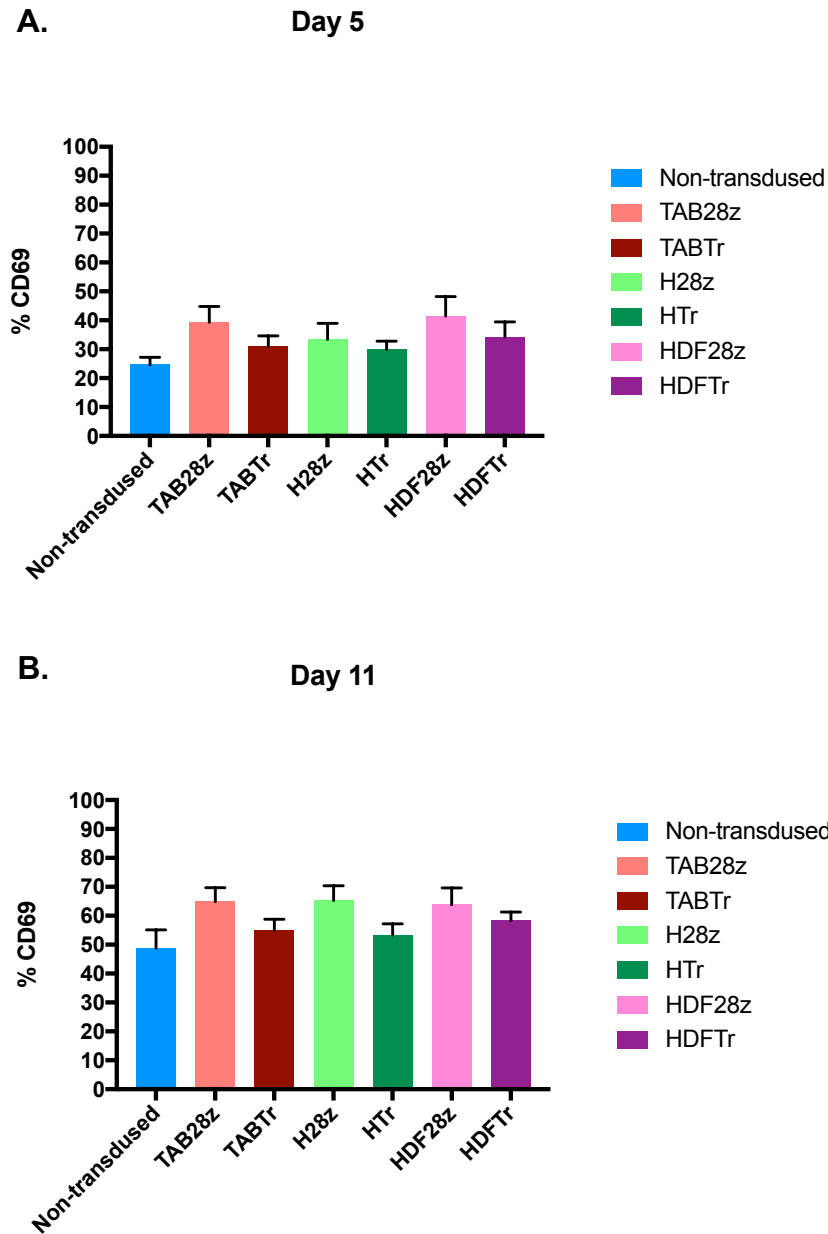 A.
Day 5
100
90
80
70
60
50
40
30
20
10
0
% CD69
Non-transdused
TAB28z
TABTr
H28z
HTr
HDF28z
HDFTr
Non-transdused
TAB28z
TABTr
H28z
HTr
HDF28z
HDFTr
B.
Day 11
100
90
80
70
60
50
40
30
20
10
0
% CD69
Non-transdused
TAB28z
TABTr
H28z
HTr
HDF28z
HDFTr
Non-transdused
TAB28z
TABTr
H28z
HTr
HDF28z
HDFTr